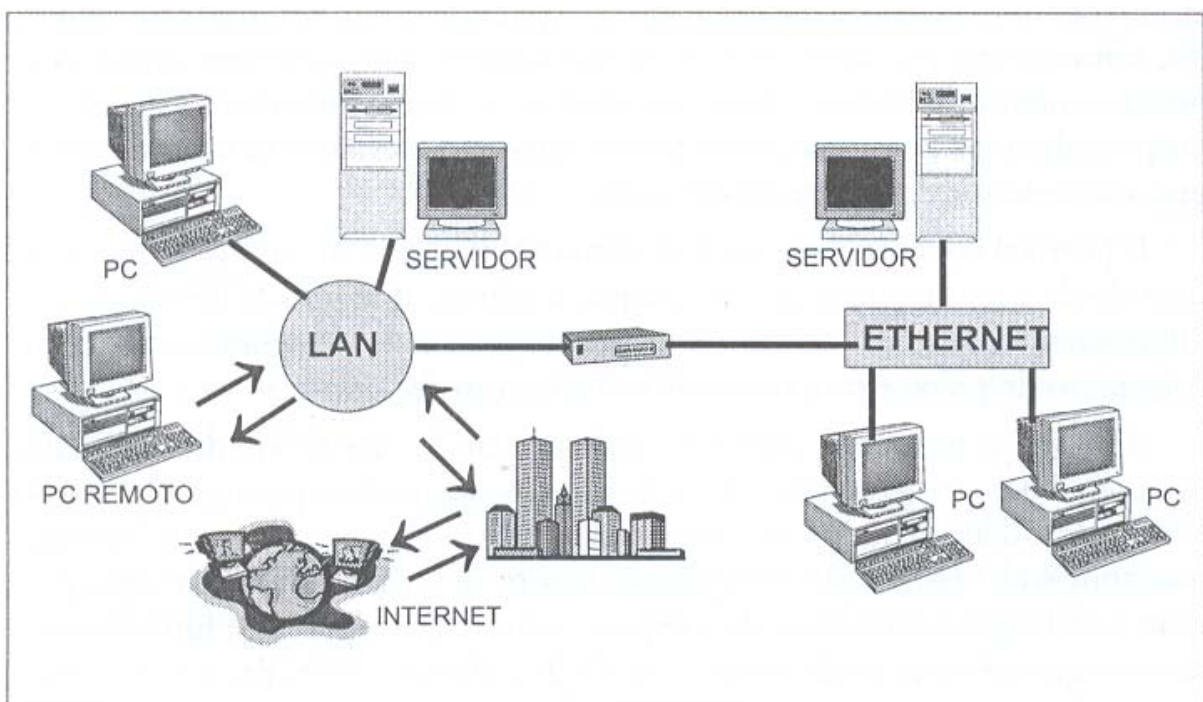 PC
SERVIDOR
SERVIDOR
LAN
ETHERNET
PC REMOTO
PC
PC
INTERNET